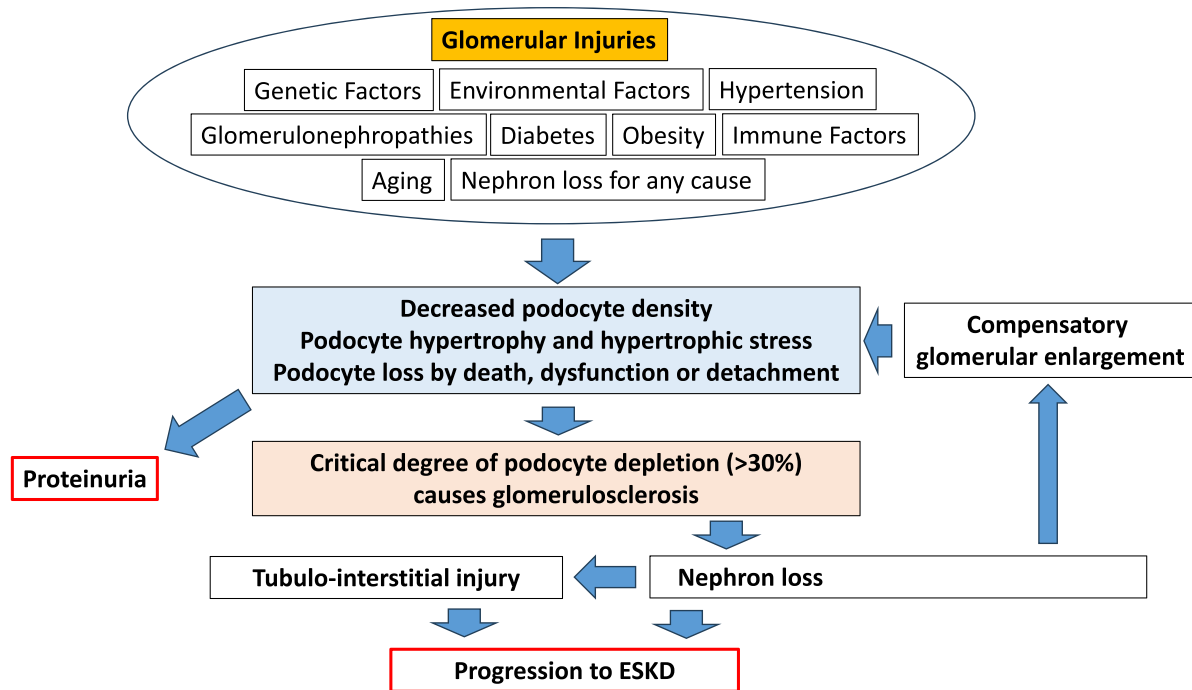 Glomerular Injuries
Genetic Factors
Environmental Factors
Hypertension
Glomerulonephropathies
Diabetes
Obesity
Immune Factors
Aging
Nephron loss for any cause
Decreased podocyte density
Podocyte hypertrophy and hypertrophic stress
Podocyte loss by death, dysfunction or detachment
Compensatory
glomerular enlargement
Proteinuria
Critical degree of podocyte depletion (>30%)
causes glomerulosclerosis
Tubulo-interstitial injury
Nephron loss
Progression to ESKD